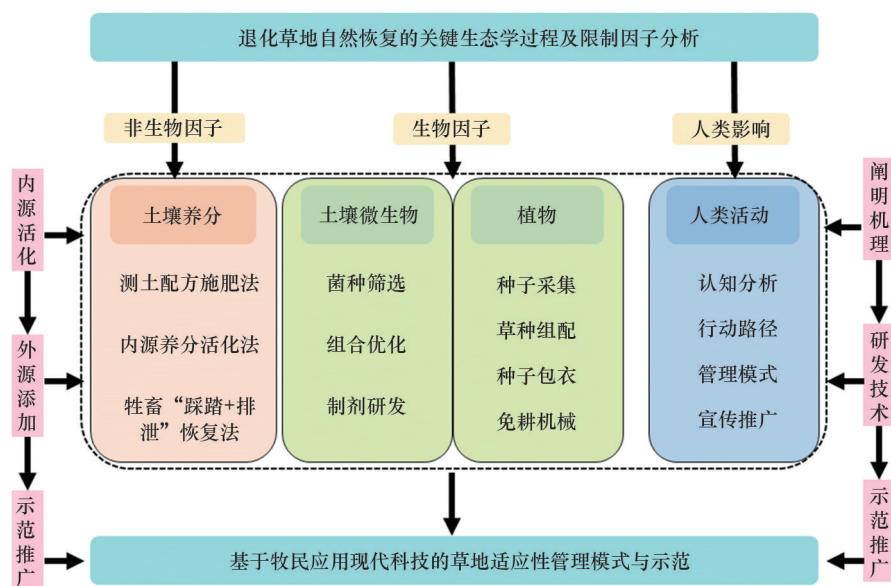 退化草地自然恢复的关键生态学过程及限制因子分析
非生物因子
生物因子
人类影响
内源活化
外源添加
示范推广
土壤养分
测土配方施肥法
内源养分活化法
牲畜“踩踏+排
泄”恢复法
土壤微生物
菌种筛选
组合优化
制剂研发
植物
种子采集
草种组配
种子包衣
免耕机械
人类活动
认知分析
行动路径
管理模式
宣传推广
阐明机理
研发技术
示范推广
基于牧民应用现代科技的草地适应性管理模式与示范